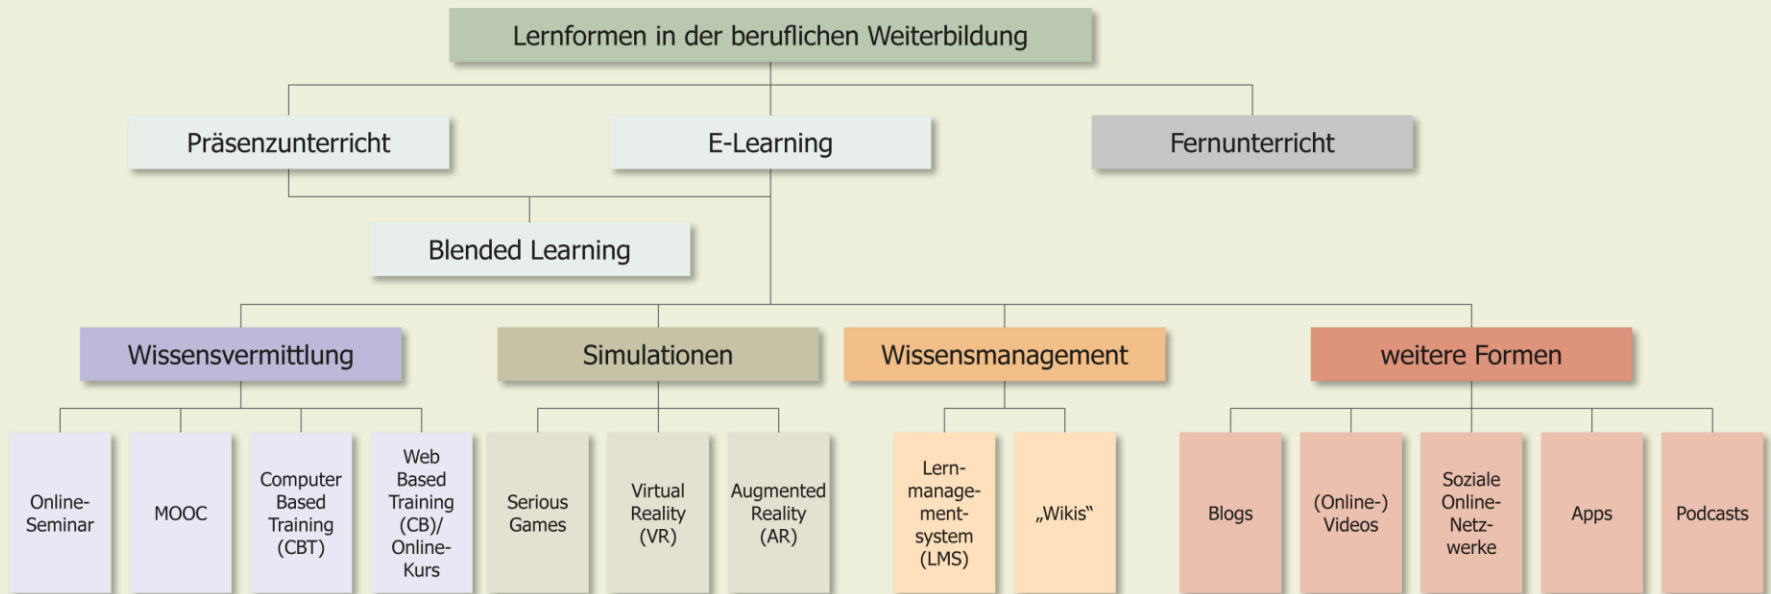 Lernformen in der beruflichen Weiterbildung
Präsenzunterricht
E-Learning
Fernunterricht
Blended Learning
Wissensvermittlung
Simulationen
Wissensmanagement
weitere Formen
Online-
Seminar
MOOC
Computer
Based
Training
(CBT)
Web
Based
Training
(CB)/
Online-
Kurs
Serious
Games
Virtual
Reality
(VR)
Augmented
Reality
(AR)
Lern-
manage-
ment-
system
(LMS)
„Wikis“
Blogs
(Online-)
Videos
Soziale
Online-
Netz-
werke
Apps
Podcasts